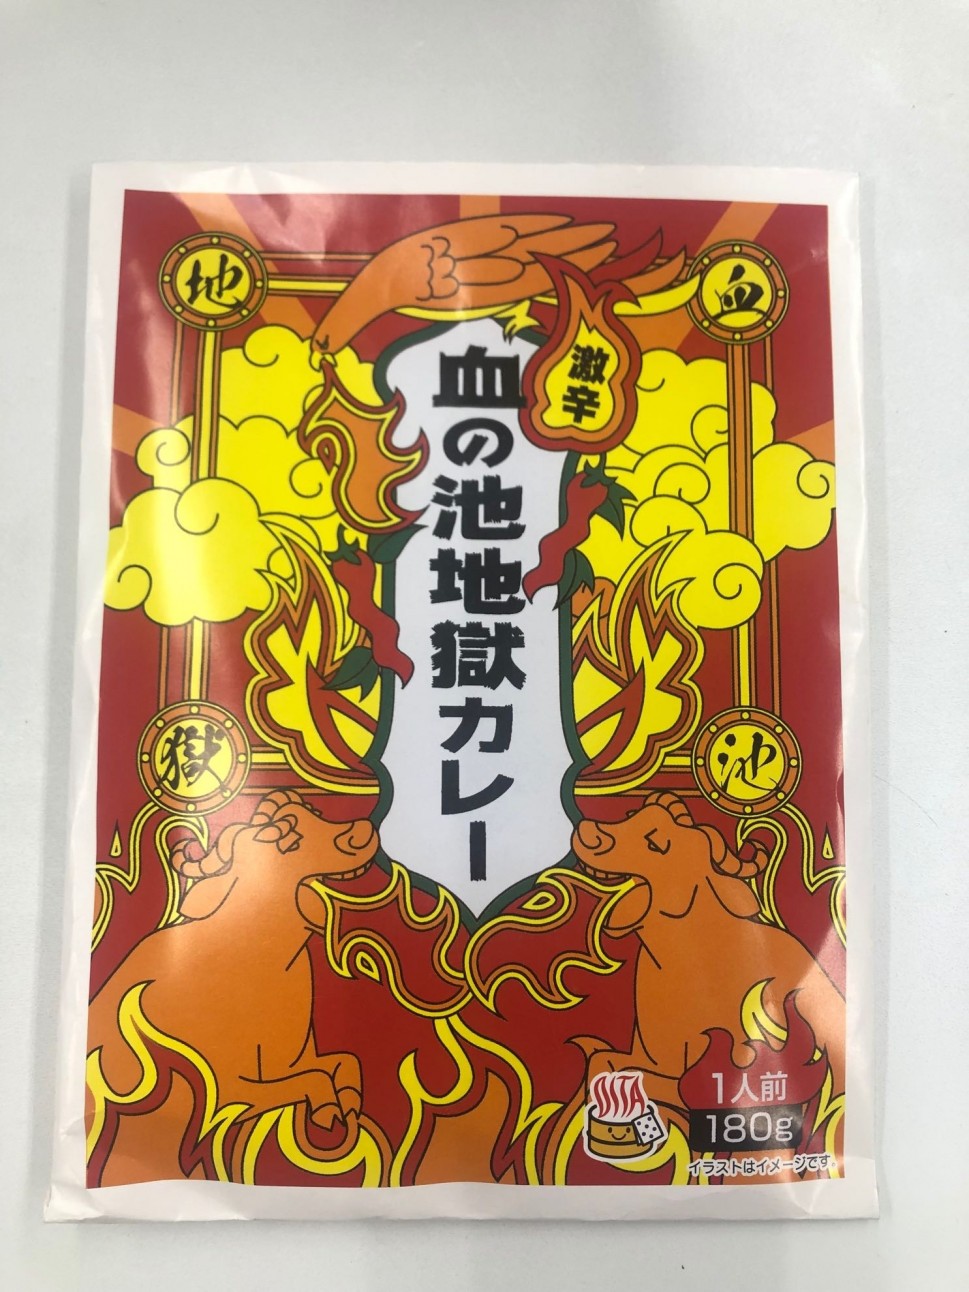 血
池
地
獄
激辛
血の池地獄カレー
OITA
1人前
180g
イラストはイメージです。